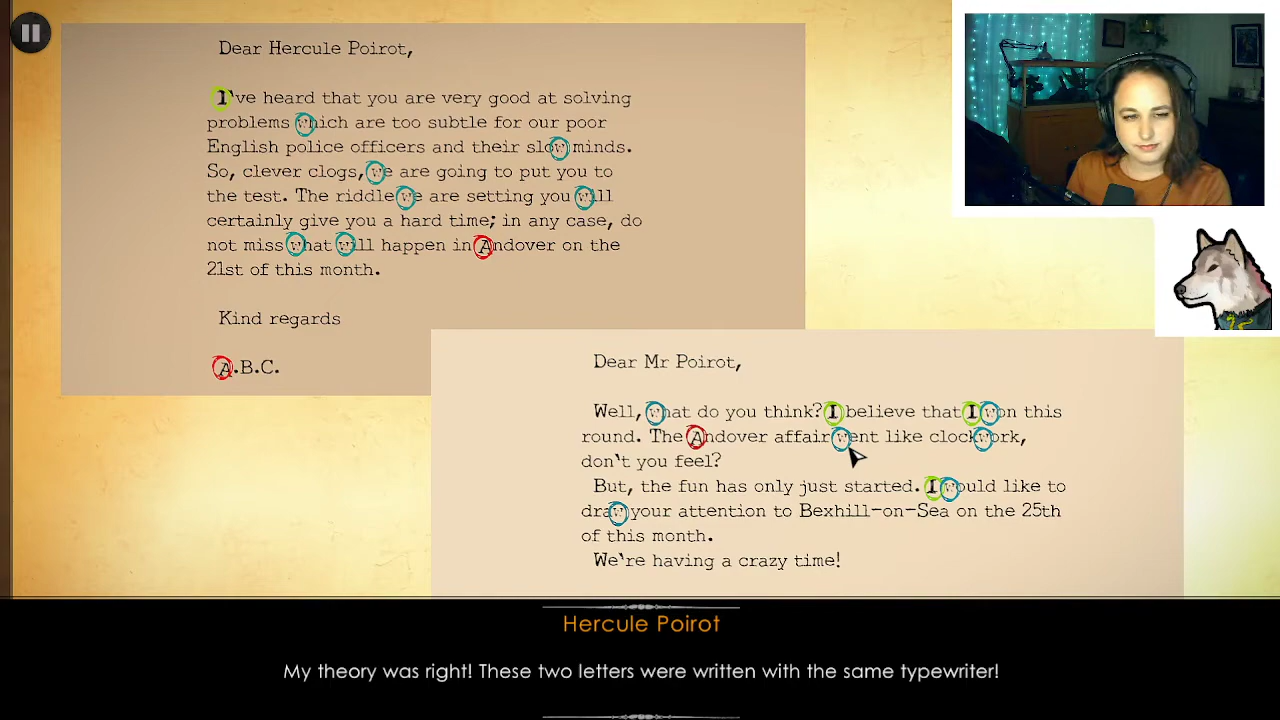 Dear Hercule Poirot,
I've heard that you are very good at solving
problems which are too subtle for our poor
English police officers and their slow minds.
So, clever clogs, we are going to put you to
the test. The riddle we are setting you will
certainly give you a hard time; in any case, do
not miss what will happen in Andover on the
21st of this month.
Kind regards
A.B.C.
Dear Mr Poirot,
Well, what do you think? I believe that I won this
round. The Andover affair went like clockwork,
don't you feel?
But, the fun has only just started. I would like to
draw your attention to Bexhill-on-Sea on the 25th
of this month.
We're having a crazy time!
Hercule Poirot
My theory was right! These two letters were written with the same typewriter!